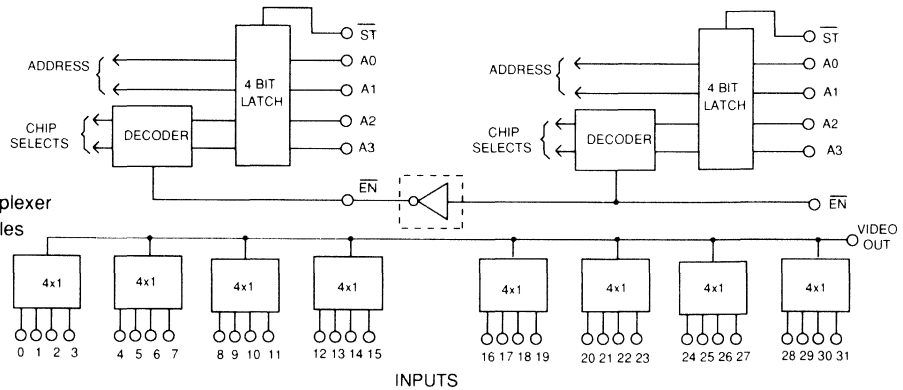 ST
A0
ADDRESS
4 BIT
LATCH
A1
A2
CHIP
SELECTS
DECODER
A3
EN
ST
A0
ADDRESS
4 BIT
LATCH
A1
A2
CHIP
SELECTS
DECODER
A3
EN
plexer
les
VIDEO
OUT
4x1 4x1 4x1 4x1 4x1 4x1 4x1 4x1
0 1 2 3 4 5 6 7 8 9 10 11 12 13 14 15 16 17 18 19 20 21 22 23 24 25 26 27 28 29 30 31
INPUTS